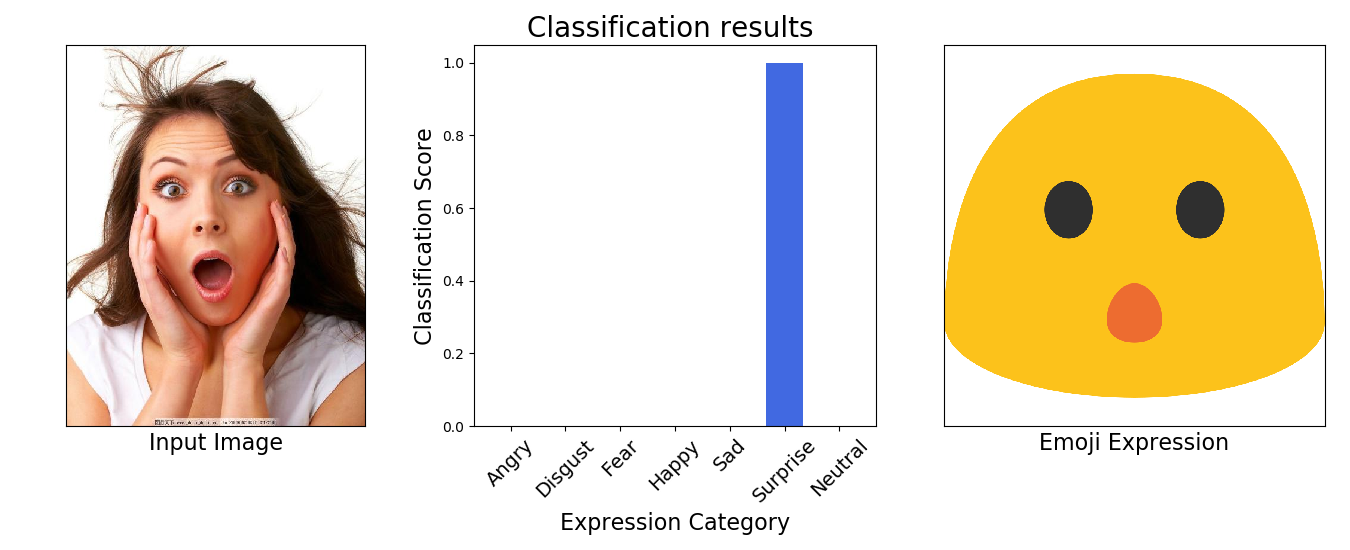 Classification results
Classification Score
1.0
0.8
0.6
0.4
0.2
0.0
Angry
Disgust
Fear
Happy
Sad
Surprise
Neutral
Input Image
Expression Category
Emoji Expression